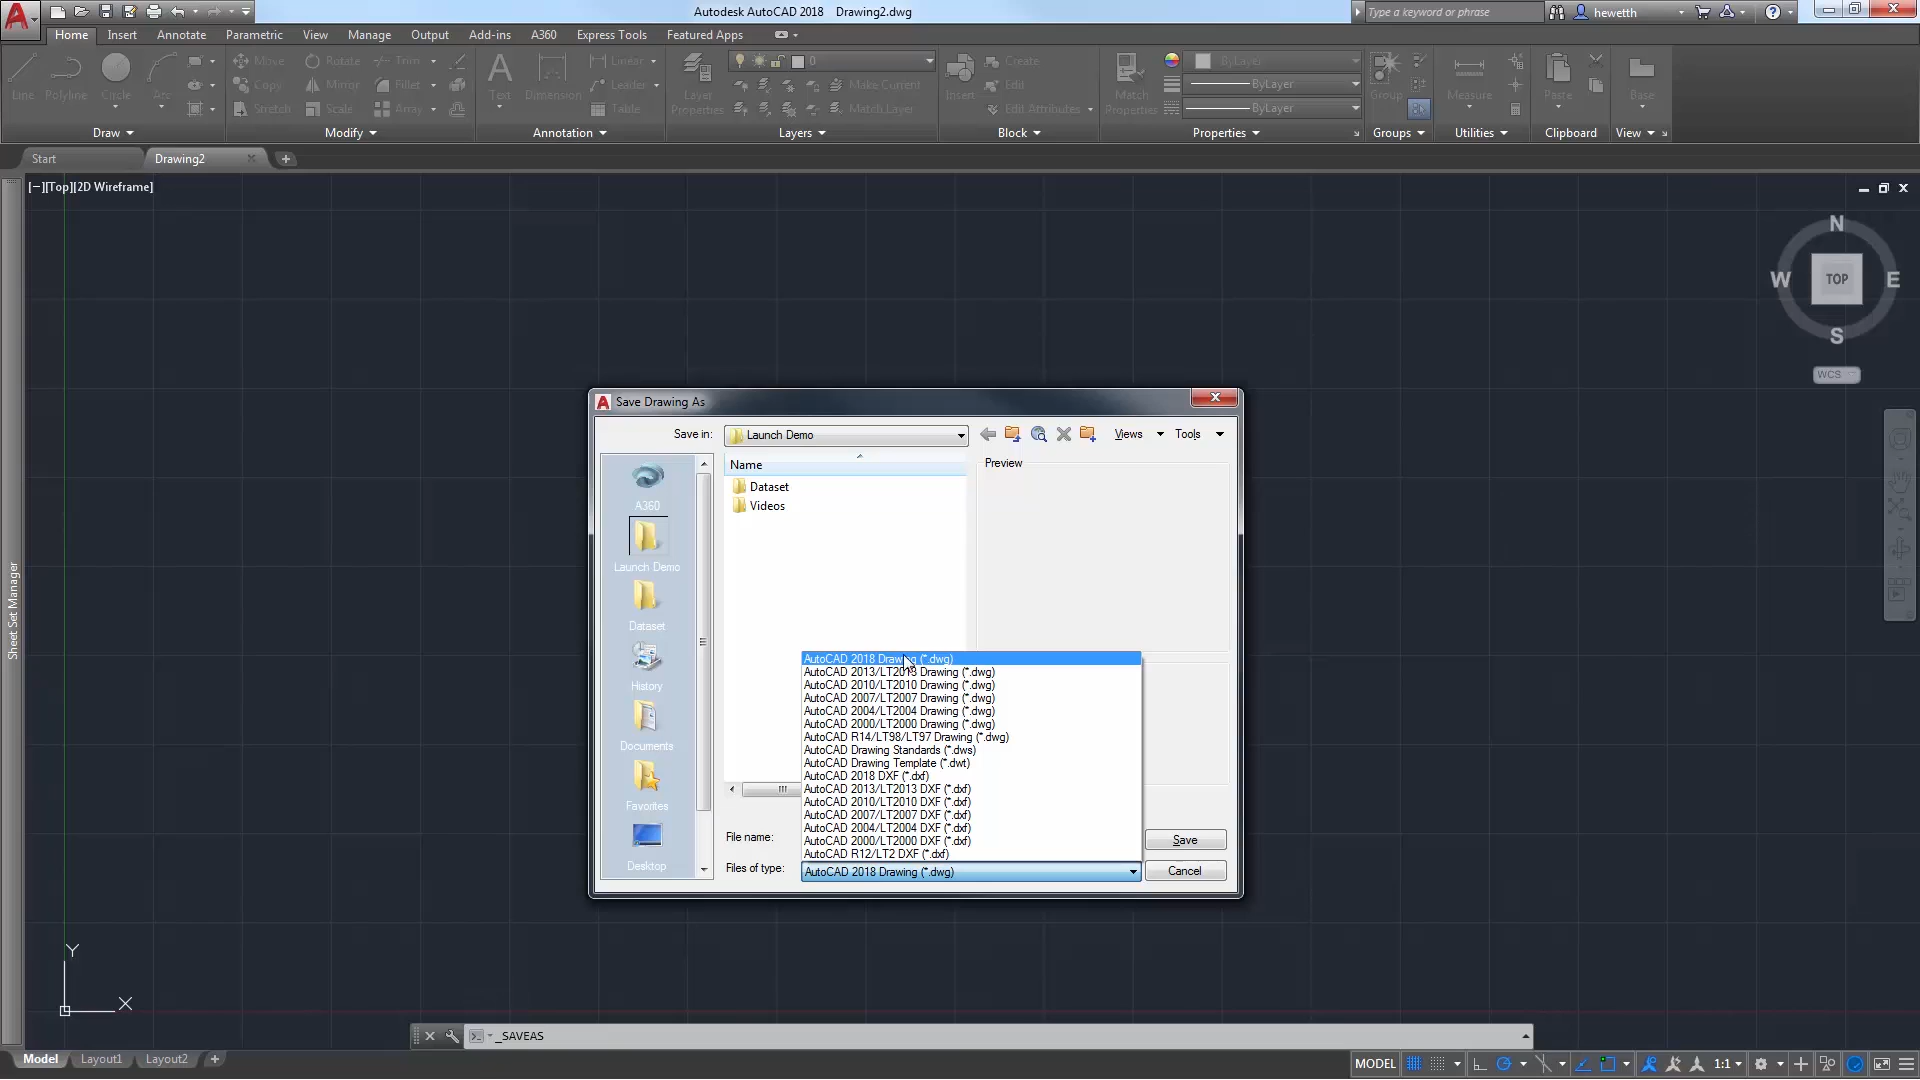 Autodesk AutoCAD 2018 Drawing2.dwg
Type a keyword or phrase
hewetth
Home Insert Annotate Parametric View Manage Output Add-ins A360 Express Tools Featured Apps
Line Polyline Circle Arc
Move Rotate Trim
Copy Mirror Fillet
Stretch Scale Array
Text Dimension
Linear
Leader
Table
Layer Properties
0
Make Current
Match Layer
Insert
Create
Edit
Edit Attributes
Match Properties
ByLayer
ByLayer
ByLayer
Group
Measure
Paste
Base
Draw Modify Annotation Layers Block Properties Groups Utilities Clipboard View
Start Drawing2
[−][Top][2D Wireframe]
N
W TOP E
S
WCS
Sheet Set Manager
Save Drawing As
Save in: Launch Demo Views Tools
A360
Launch Demo
Dataset
History
Documents
Favorites
Desktop
Name
Dataset
Videos
Preview
AutoCAD 2018 Drawing (*.dwg)
AutoCAD 2013/LT2013 Drawing (*.dwg)
AutoCAD 2010/LT2010 Drawing (*.dwg)
AutoCAD 2007/LT2007 Drawing (*.dwg)
AutoCAD 2004/LT2004 Drawing (*.dwg)
AutoCAD 2000/LT2000 Drawing (*.dwg)
AutoCAD R14/LT98/LT97 Drawing (*.dwg)
AutoCAD Drawing Standards (*.dws)
AutoCAD Drawing Template (*.dwt)
AutoCAD 2018 DXF (*.dxf)
AutoCAD 2013/LT2013 DXF (*.dxf)
AutoCAD 2010/LT2010 DXF (*.dxf)
AutoCAD 2007/LT2007 DXF (*.dxf)
AutoCAD 2004/LT2004 DXF (*.dxf)
AutoCAD 2000/LT2000 DXF (*.dxf)
AutoCAD R12/LT2 DXF (*.dxf)
File name: Save
Files of type: AutoCAD 2018 Drawing (*.dwg) Cancel
Y
X
_SAVEAS
Model Layout1 Layout2
MODEL 1:1